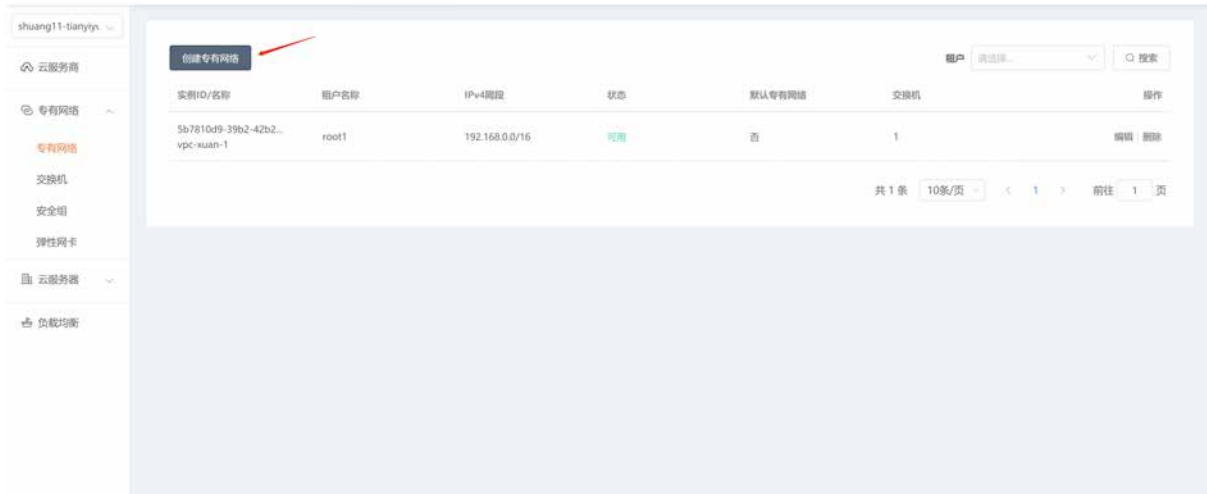 shuang11-tianyiyı
云服务商
专有网络
专有网络
交换机
安全组
弹性网卡
云服务器
负载均衡
创建专有网络
租户 请选择... 搜索
实例ID/名称 租户名称 IPv4网段 状态 默认专有网络 交换机 操作
5b7810d9-39b2-42b2... root1 192.168.0.0/16 可用 否 1 编辑 删除
vpc-xuan-1
共 1 条 10条/页 < 1 > 前往 1 页